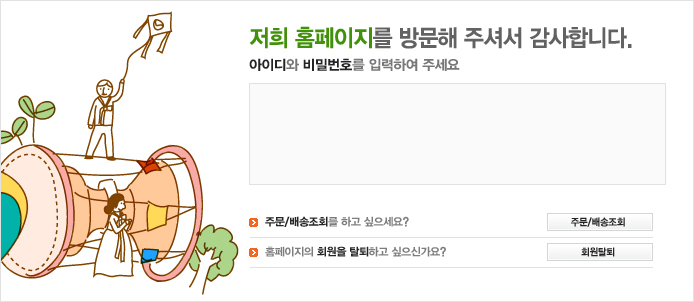 저희 홈페이지를 방문해 주셔서 감사합니다.
아이디와 비밀번호를 입력하여 주세요
주문/배송조회를 하고 싶으세요?
주문/배송조회
홈페이지의 회원을 탈퇴하고 싶으신가요?
회원탈퇴